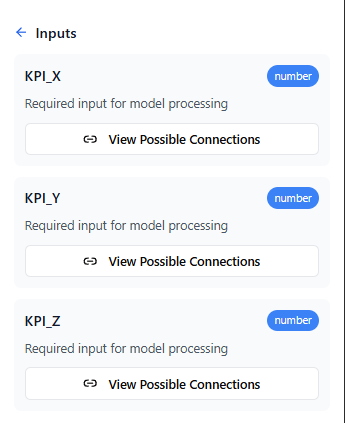 Inputs
KPI_X number
Required input for model processing
View Possible Connections
KPI_Y number
Required input for model processing
View Possible Connections
KPI_Z number
Required input for model processing
View Possible Connections